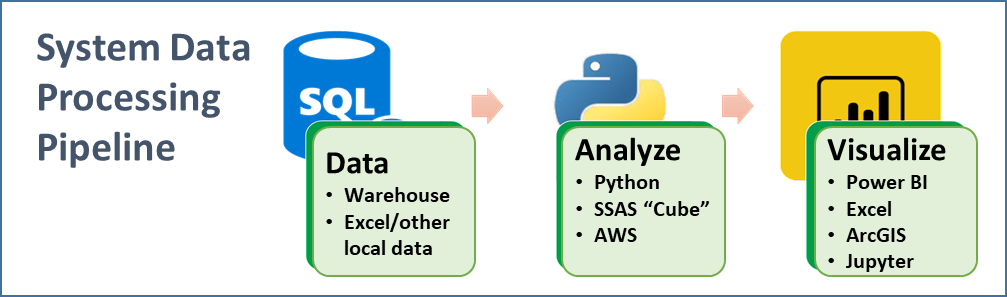 System Data
Processing
Pipeline
SQL
Data
• Warehouse
• Excel/other
local data
Analyze
• Python
• SSAS “Cube”
• AWS
Visualize
• Power BI
• Excel
• ArcGIS
• Jupyter